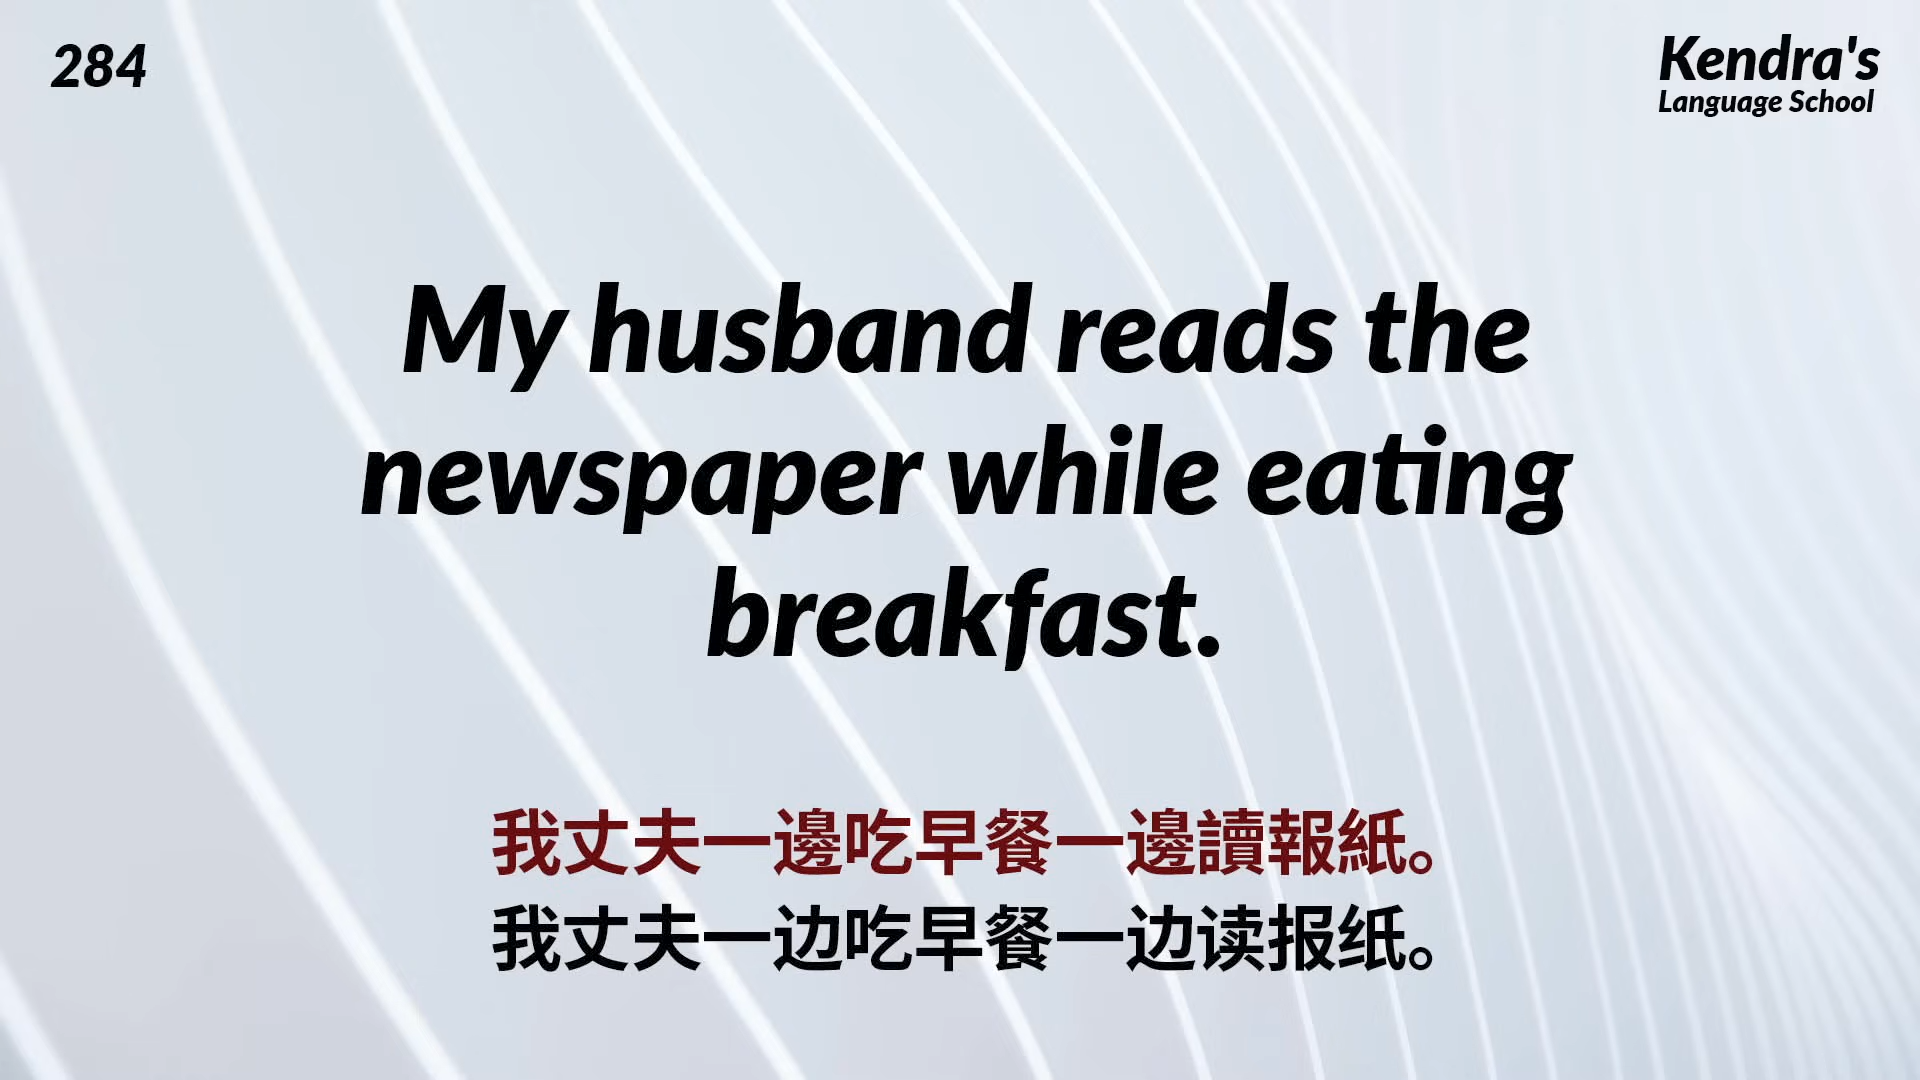 284
Kendra's
Language School
My husband reads the
newspaper while eating
breakfast.
我丈夫一邊吃早餐一邊讀報紙。
我丈夫一边吃早餐一边读报纸。